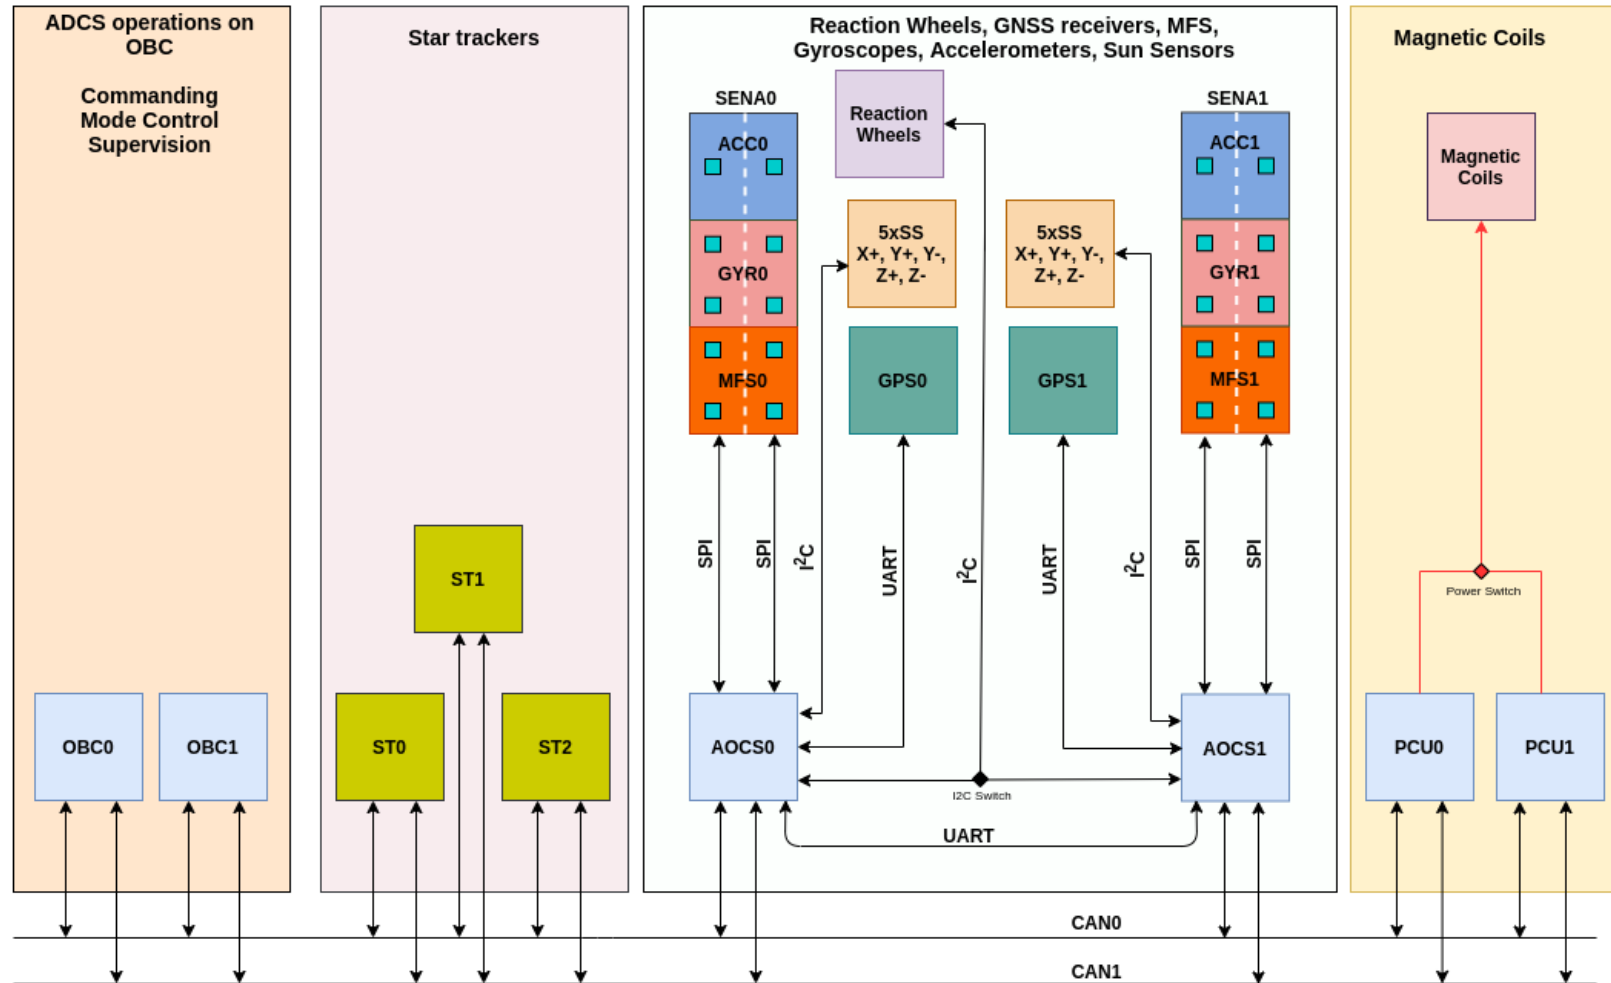 ADCS operations on
OBC
Commanding
Mode Control
Supervision
OBC0
OBC1
Star trackers
ST1
ST0
ST2
Reaction Wheels, GNSS receivers, MFS,
Gyroscopes, Accelerometers, Sun Sensors
SENA0
ACC0
GYR0
MFS0
Reaction
Wheels
5xSS
X+, Y+, Y-,
Z+, Z-
5xSS
X+, Y+, Y-,
Z+, Z-
GPS0
GPS1
SENA1
ACC1
GYR1
MFS1
SPI
SPI
I²C
UART
I²C
UART
I²C
SPI
SPI
AOCS0
AOCS1
I2C Switch
UART
Magnetic Coils
Magnetic
Coils
Power Switch
PCU0
PCU1
CAN0
CAN1